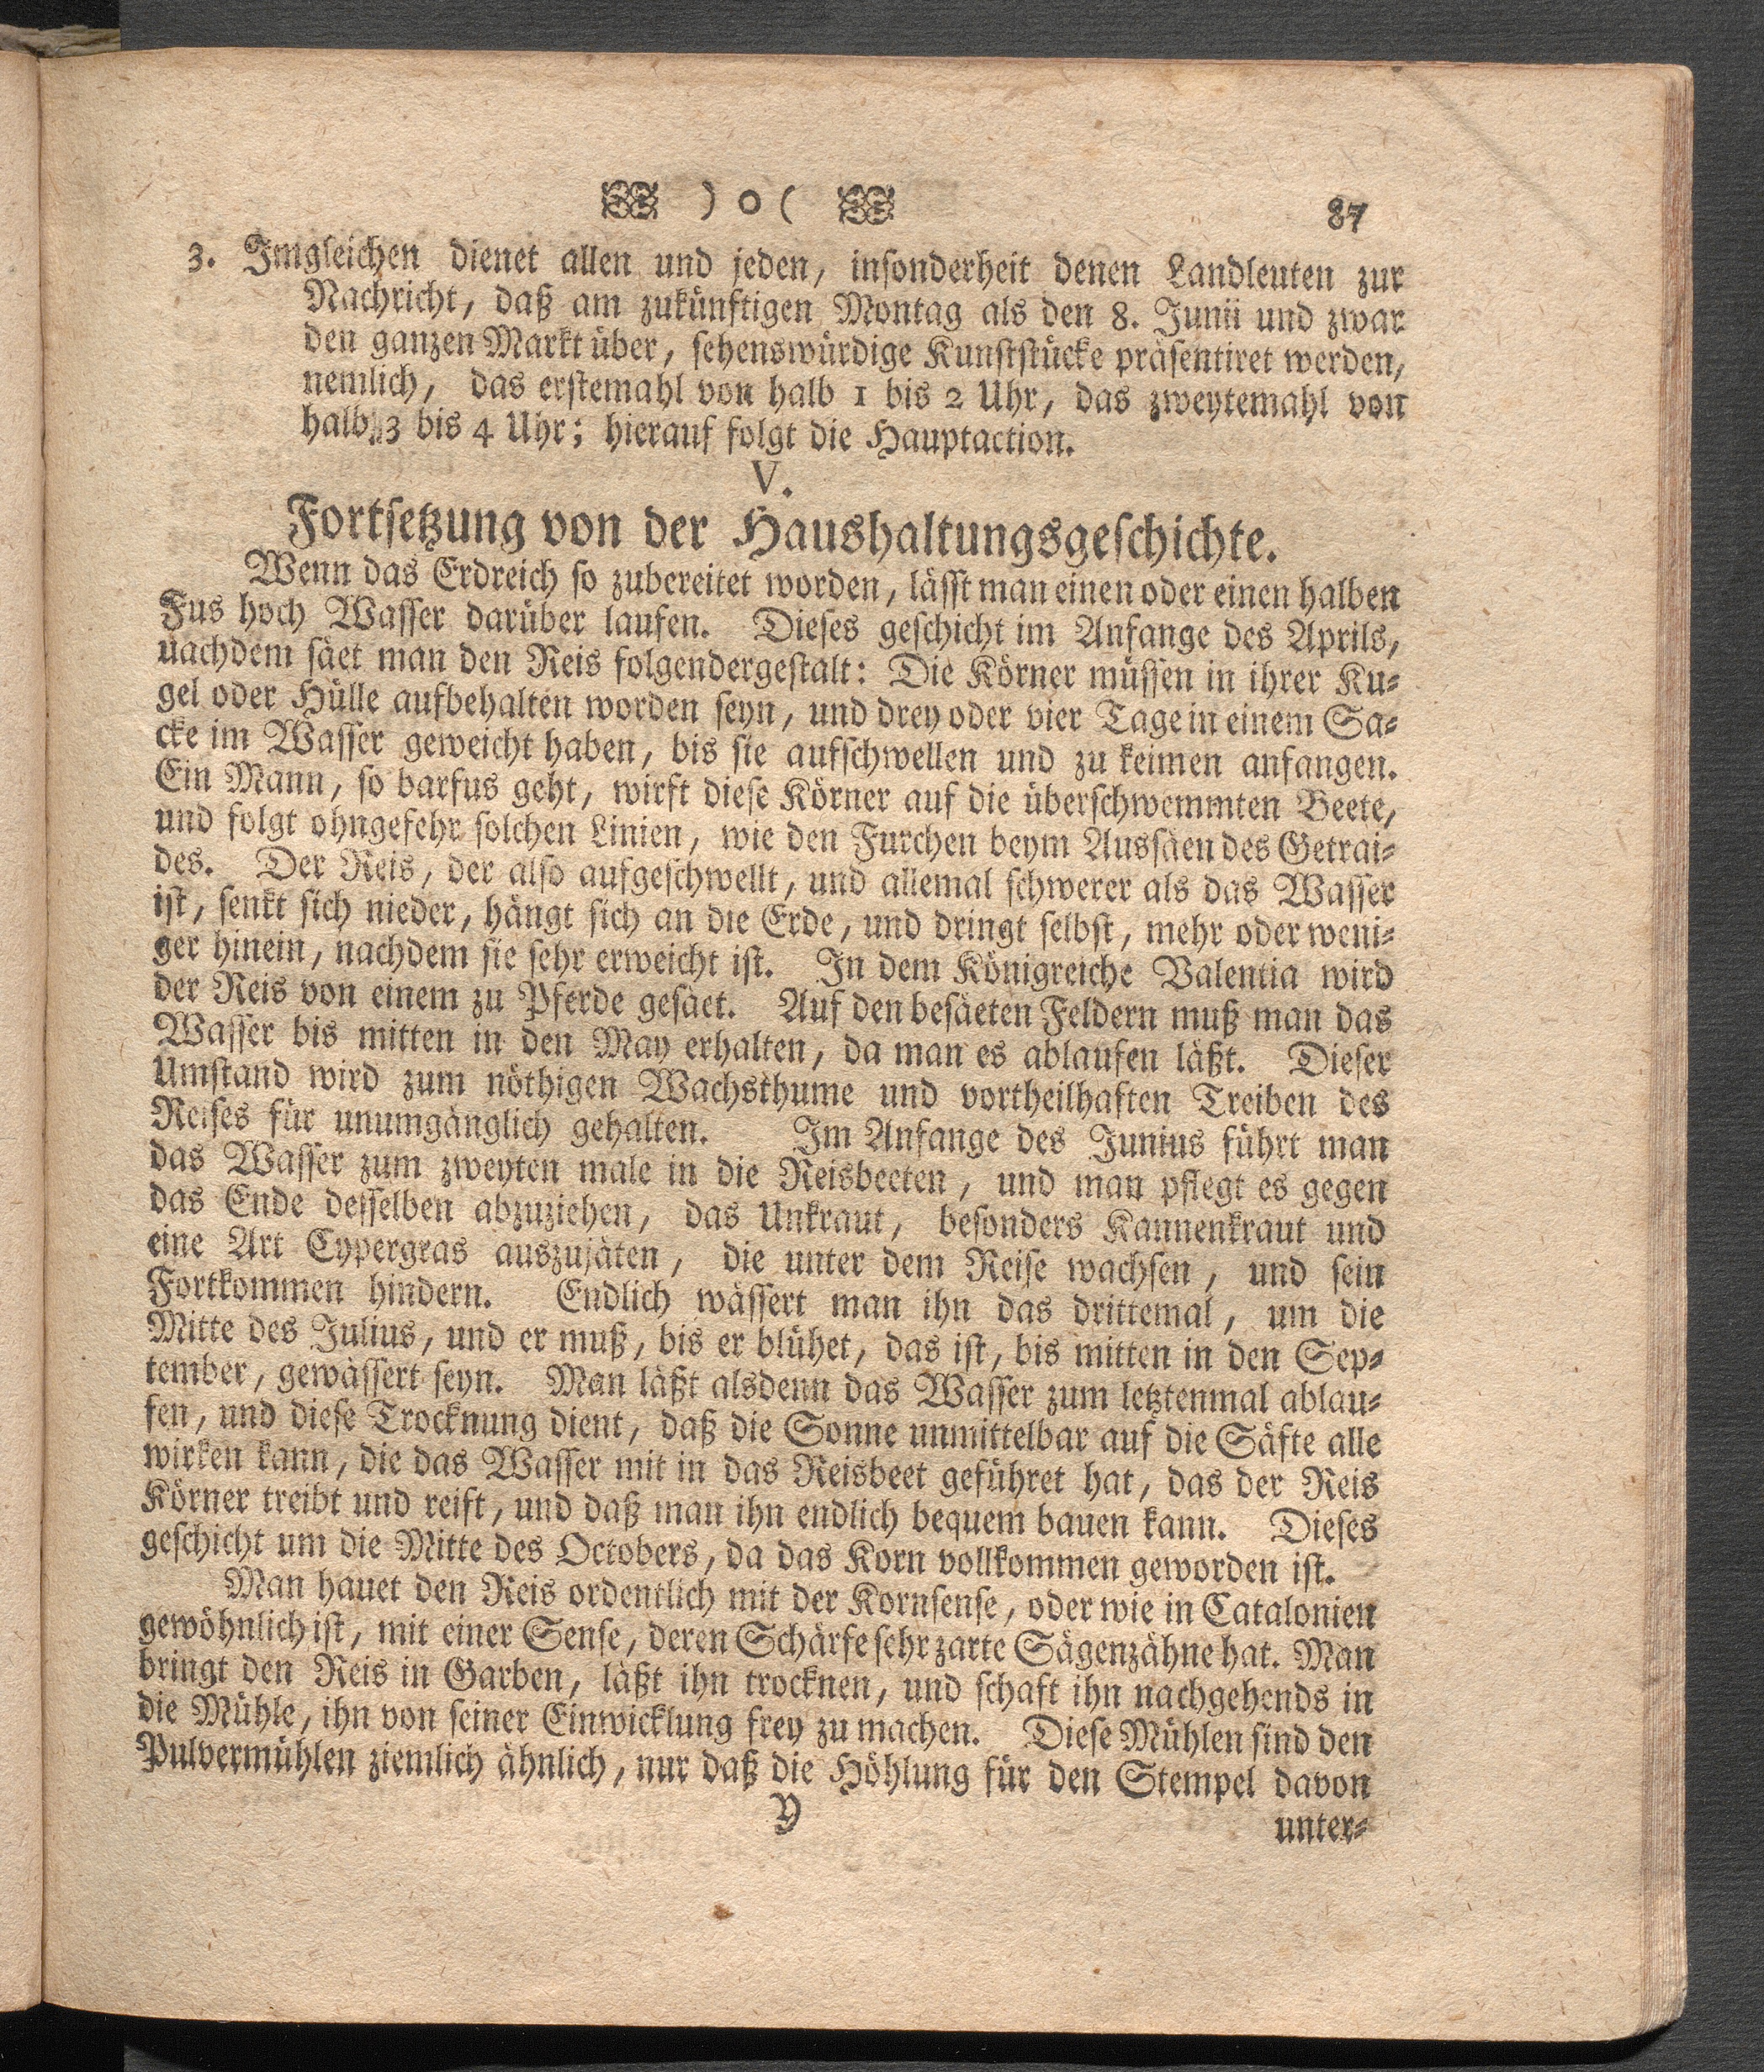 ) o ( 87
3. Imgleichen dienet allen und jeden, insonderheit denen Landleuten zur
Nachricht, daß am zukünftigen Montag als den 8. Junii und zwar
den ganzen Markt über, sehenswürdige Kunststücke präsentiret werden,
nemlich, das erstemahl von halb 1 bis 2 Uhr, das zweytemahl von
halb 3 bis 4 Uhr; hierauf folgt die Hauptaction.
V.
Fortsetzung von der Haushaltungsgeschichte.
Wenn das Erdreich so zubereitet worden, lässt man einen oder einen halben
Fus hoch Wasser darüber laufen. Dieses geschicht im Anfange des Aprils,
uachdem säet man den Reis folgendergestalt: Die Körner müssen in ihrer Ku-
gel oder Hülle aufbehalten worden seyn, und drey oder vier Tage in einem Sa-
cke im Wasser geweicht haben, bis sie aufschwellen und zu keimen anfangen.
Ein Mann, so barfus geht, wirft diese Körner auf die überschwemmten Beete,
und folgt ohngefehr solchen Linien, wie den Furchen beym Aussäen des Getrai-
des. Der Reis, der also aufgeschwellt, und allemal schwerer als das Wasser
ist, senkt sich nieder, hängt sich an die Erde, und dringt selbst, mehr oder weni-
ger hinein, nachdem sie sehr erweicht ist. In dem Königreiche Valentia wird
der Reis von einem zu Pferde gesäet. Auf den besäeten Feldern muß man das
Wasser bis mitten in den May erhalten, da man es ablaufen läßt. Dieser
Umstand wird zum nöthigen Wachsthume und vortheilhaften Treiben des
Reises für unumgänglich gehalten. Im Anfange des Junius führt man
das Wasser zum zweyten male in die Reisbeeten, und man pflegt es gegen
das Ende desselben abzuziehen, das Unkraut, besonders Kannenkraut und
eine Art Cypergras auszujäten, die unter dem Reise wachsen, und sein
Fortkommen hindern. Endlich wässert man ihn das drittemal, um die
Mitte des Julius, und er muß, bis er blühet, das ist, bis mitten in den Sep-
tember, gewässert seyn. Man läßt alsdenn das Wasser zum letztenmal ablau-
fen, und diese Trocknung dient, daß die Sonne unmittelbar auf die Säfte alle
wirken kann, die das Wasser mit in das Reisbeet geführet hat, das der Reis
Körner treibt und reift, und daß man ihn endlich bequem bauen kann. Dieses
geschicht um die Mitte des Octobers, da das Korn vollkommen geworden ist.
Man hauet den Reis ordentlich mit der Kornsense, oder wie in Catalonien
gewöhnlich ist, mit einer Sense, deren Schärfe sehr zarte Sägenzähne hat. Man
bringt den Reis in Garben, läßt ihn trocknen, und schaft ihn nachgehends in
die Mühle, ihn von seiner Einwicklung frey zu machen. Diese Mühlen sind den
Pulvermühlen ziemlich ähnlich, nur daß die Höhlung für den Stempel davon
Y unter-